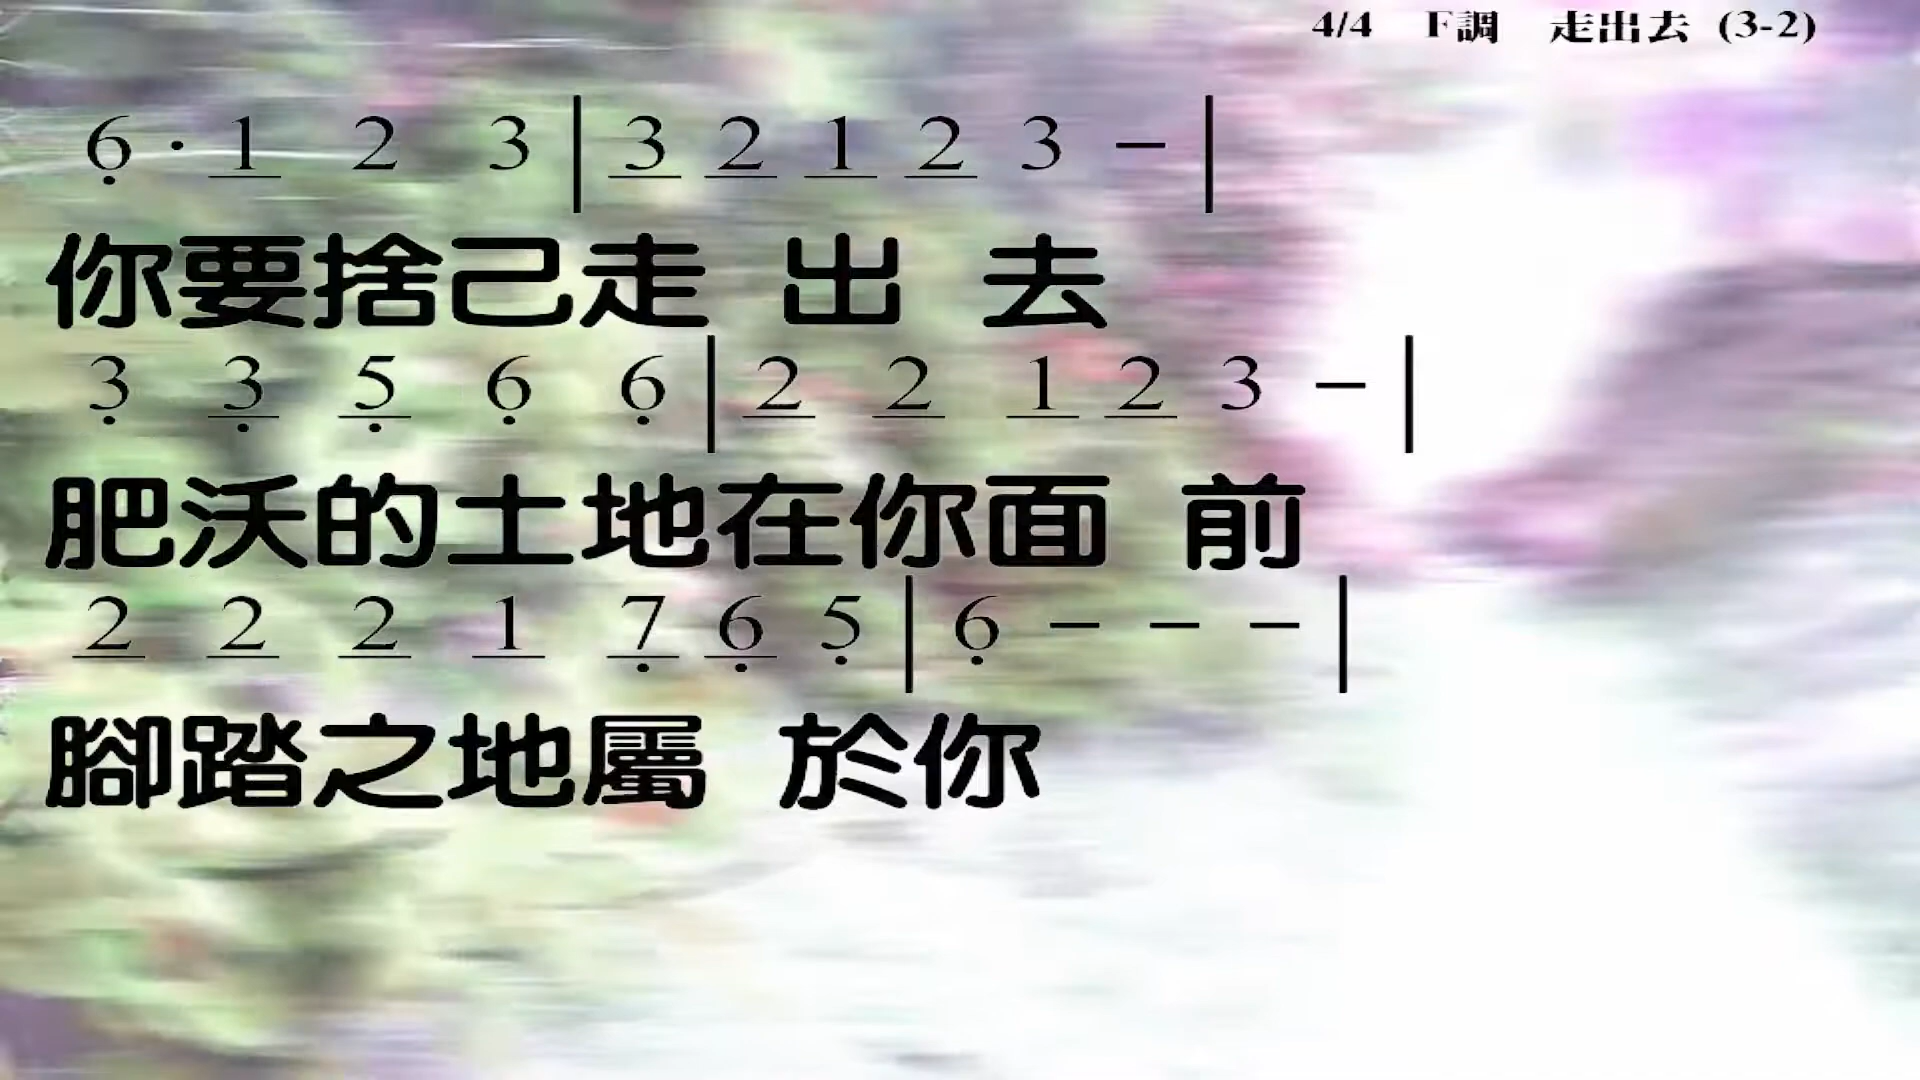 4/4 F調 走出去 (3-2)
6̣ · 1̲ 2 3 | 3̲ 2̲ 1̲ 2̲ 3 – |
你要捨己走 出 去
3̣ 3̲̣ 5̲̣ 6̣ 6̣ | 2̲ 2̲ 1̲ 2̲ 3 – |
肥沃的土地在你面 前
2̲ 2̲ 2̲ 1̲ 7̲̣ 6̲̣ 5̣ | 6̣ – – – |
腳踏之地屬 於你